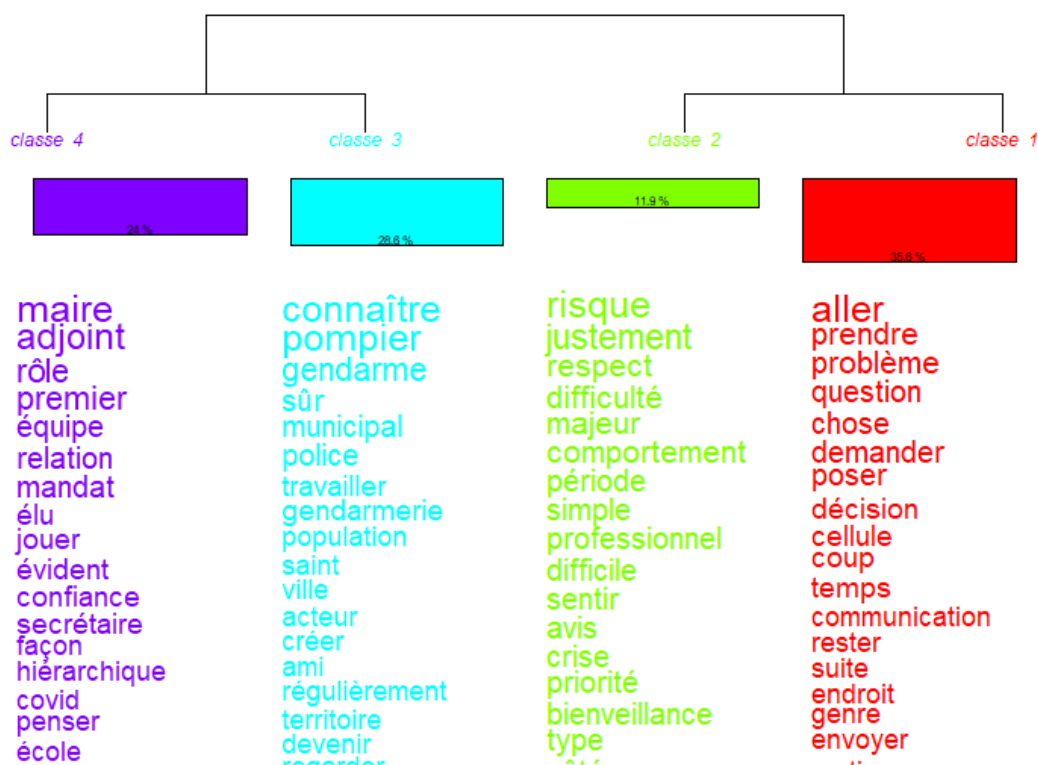 classe 4
classe 3
classe 2
classe 1
24 %
28.6 %
11.9 %
35.6 %
maire
adjoint
rôle
premier
équipe
relation
mandat
élu
jouer
évident
confiance
secrétaire
façon
hiérarchique
covid
penser
école
connaître
pompier
gendarme
sûr
municipal
police
travailler
gendarmerie
population
saint
ville
acteur
créer
ami
régulièrement
territoire
devenir
regarder
risque
justement
respect
difficulté
majeur
comportement
période
simple
professionnel
difficile
sentir
avis
crise
priorité
bienveillance
type
aller
prendre
problème
question
chose
demander
poser
décision
cellule
coup
temps
communication
rester
suite
endroit
genre
envoyer